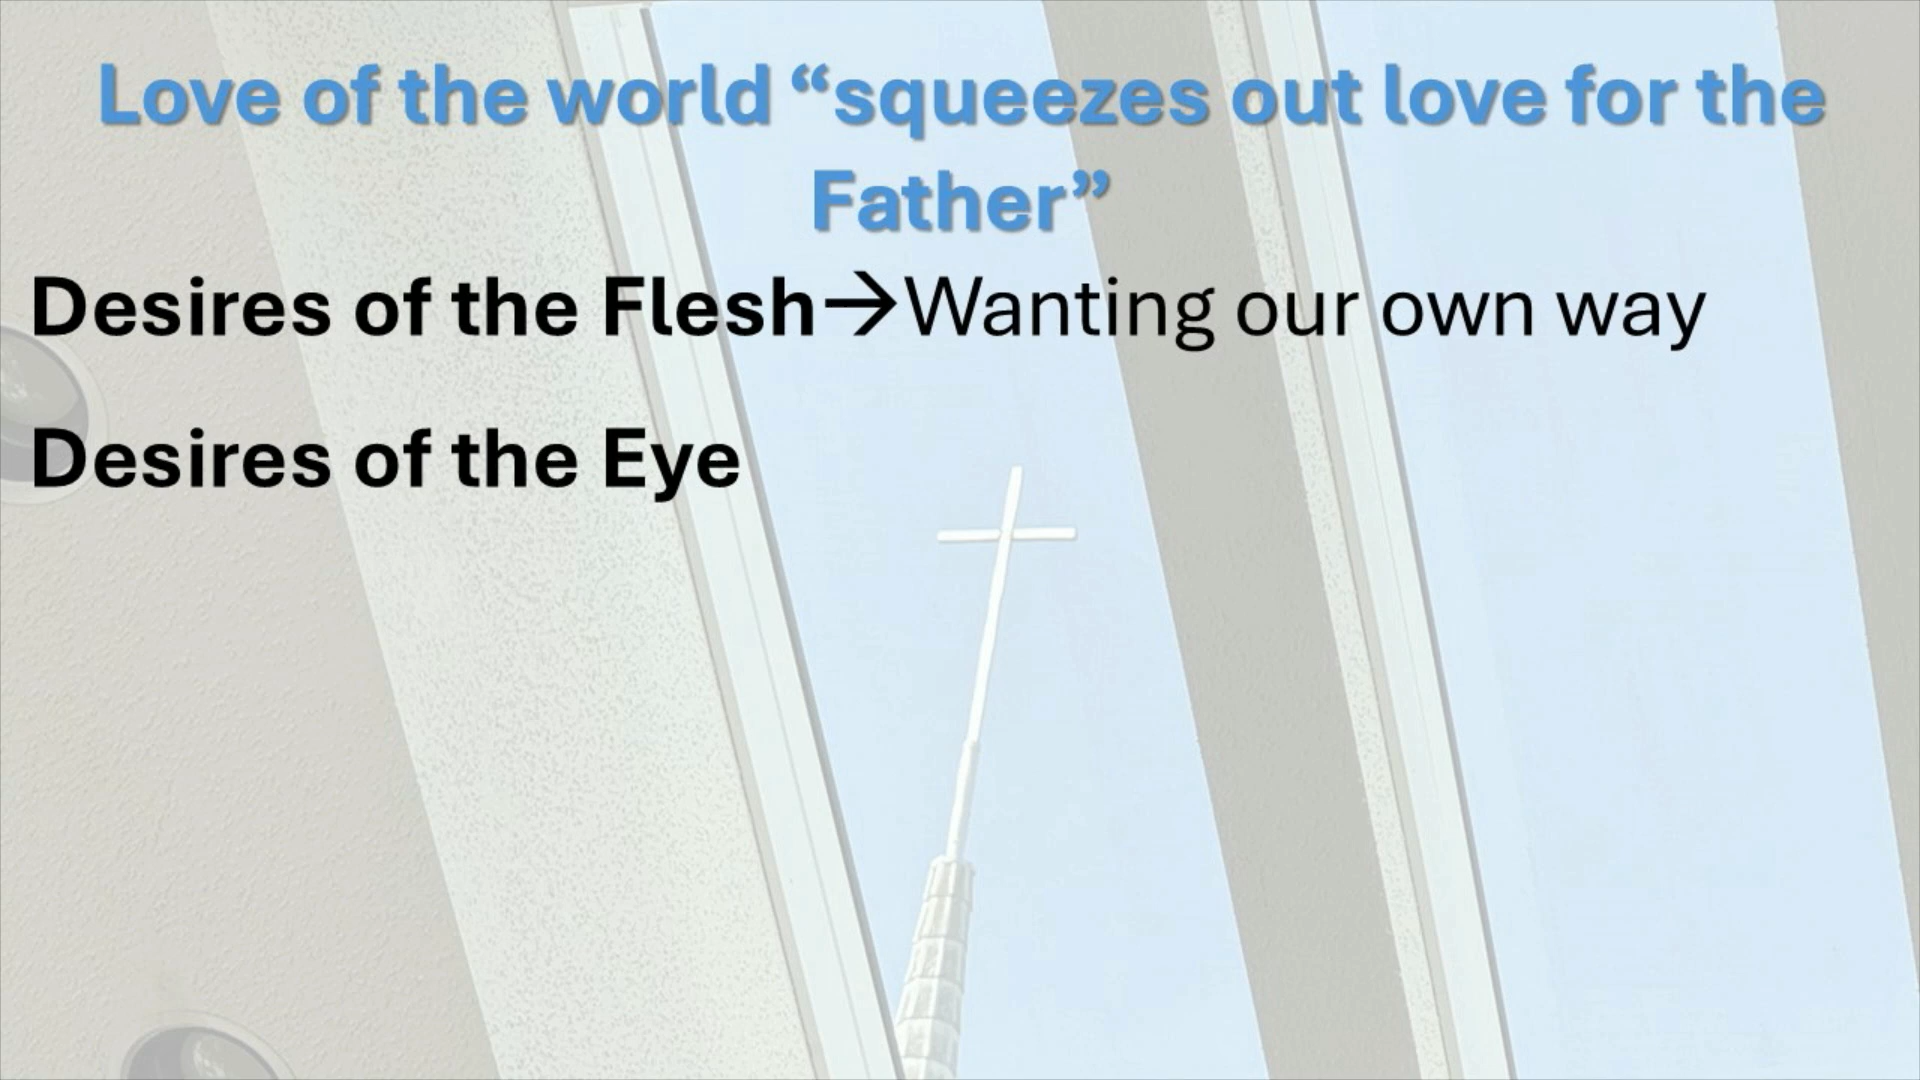 Love of the world “squeezes out love for the
Father”
Desires of the Flesh→Wanting our own way
Desires of the Eye